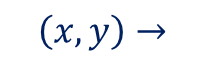 (x, y) →